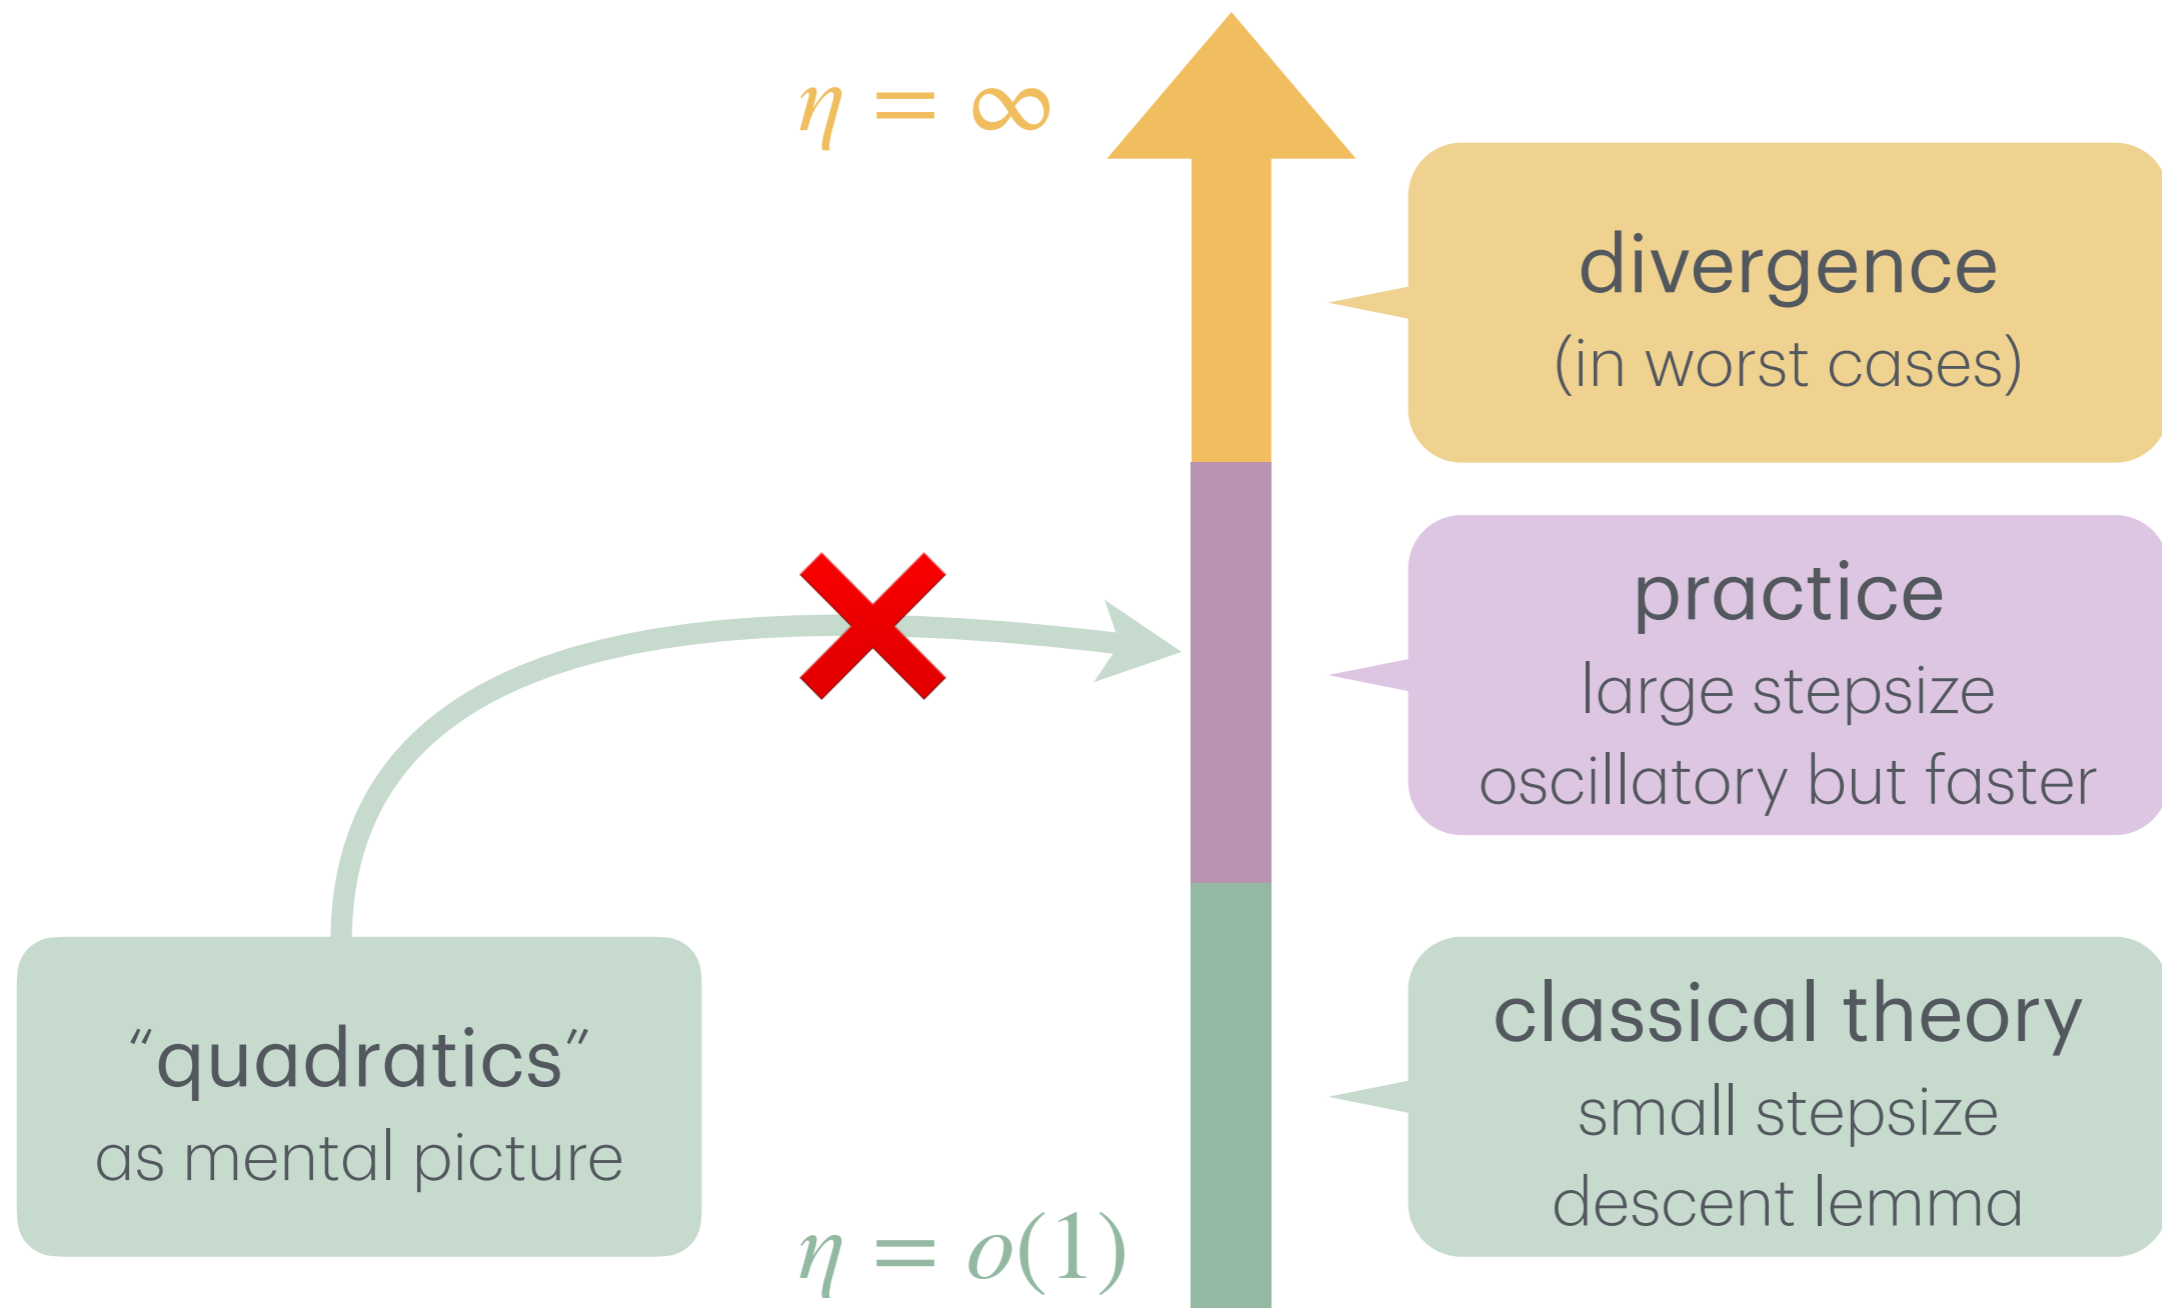 η = ∞
divergence
(in worst cases)
practice
large stepsize
oscillatory but faster
“quadratics”
as mental picture
classical theory
small stepsize
descent lemma
η = o(1)